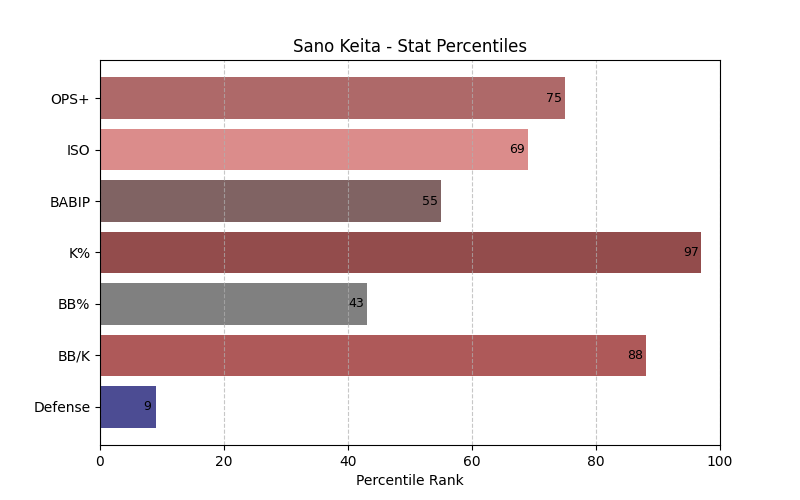 Sano Keita - Stat Percentiles
OPS+ 75
ISO 69
BABIP 55
K% 97
BB% 43
BB/K 88
Defense 9
0 20 40 60 80 100
Percentile Rank